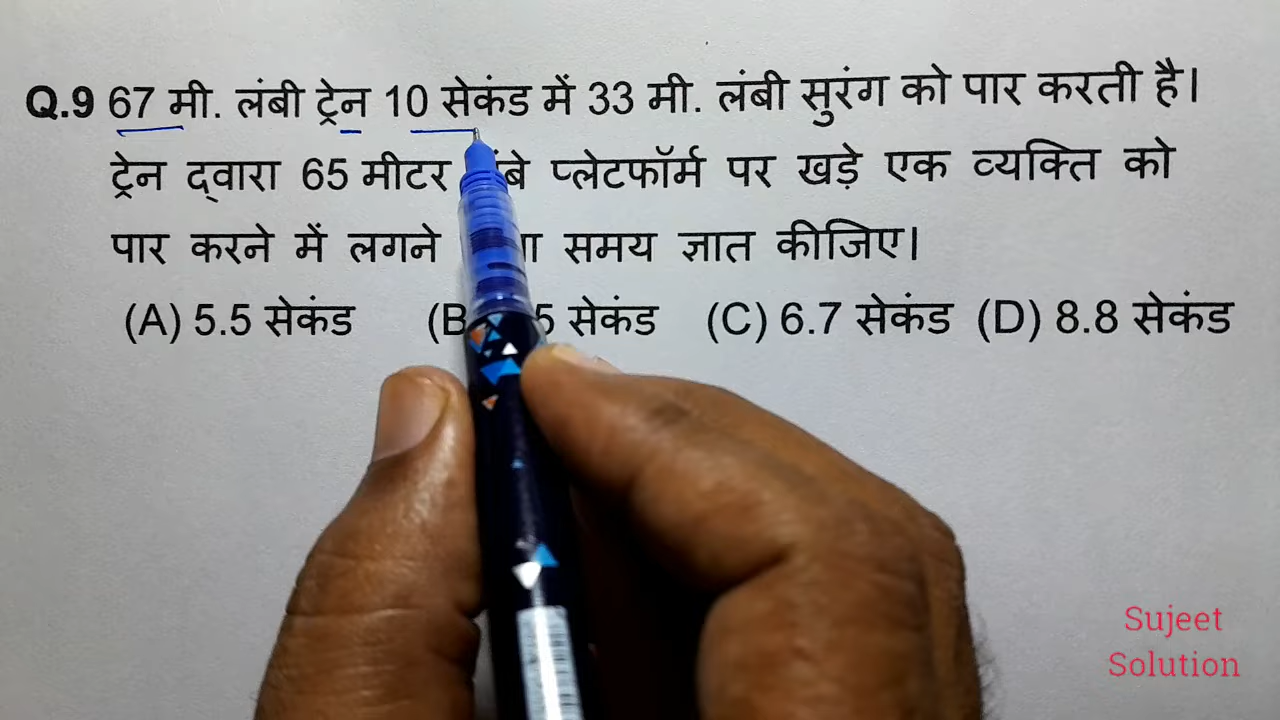 Q.9 67 मी. लंबी ट्रेन 10 सेकंड में 33 मी. लंबी सुरंग को पार करती है।
ट्रेन द्वारा 65 मीटर प्लेटफॉर्म पर खड़े एक व्यक्ति को
पार करने में लगने समय ज्ञात कीजिए।
(A) 5.5 सेकंड (B सेकंड (C) 6.7 सेकंड (D) 8.8 सेकंड
Sujeet
Solution